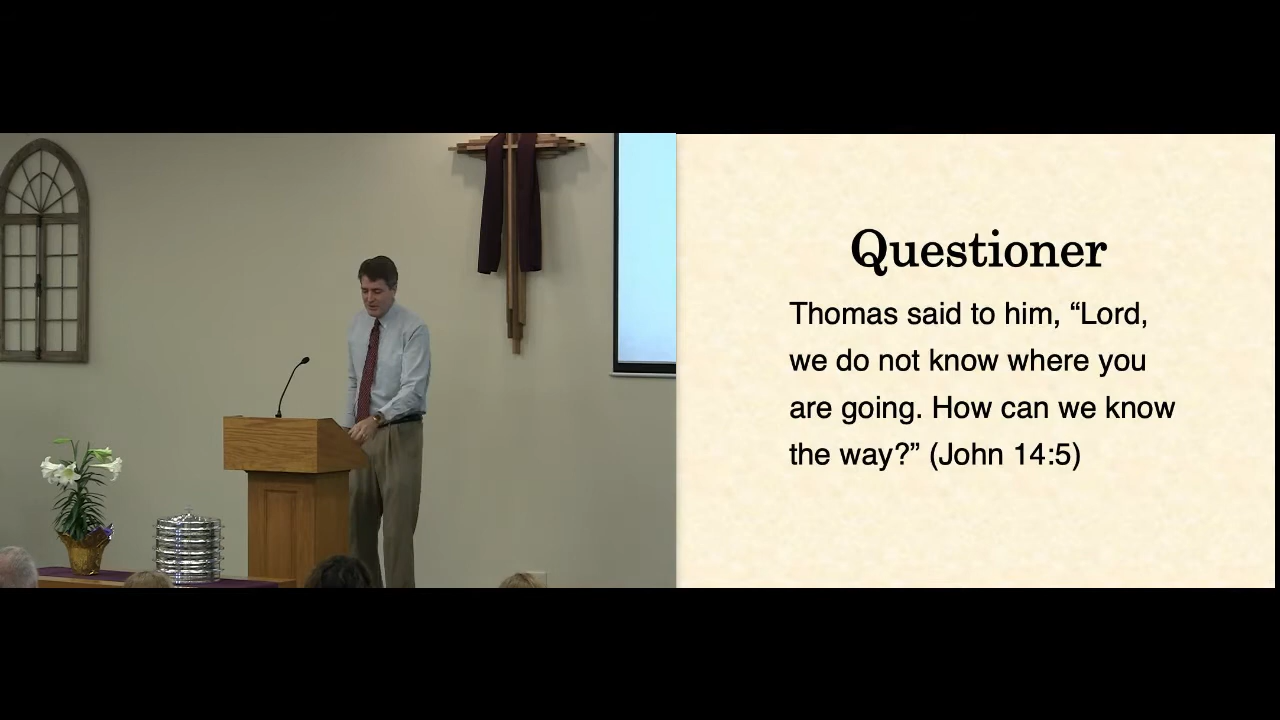 Questioner
Thomas said to him, “Lord,
we do not know where you
are going. How can we know
the way?” (John 14:5)